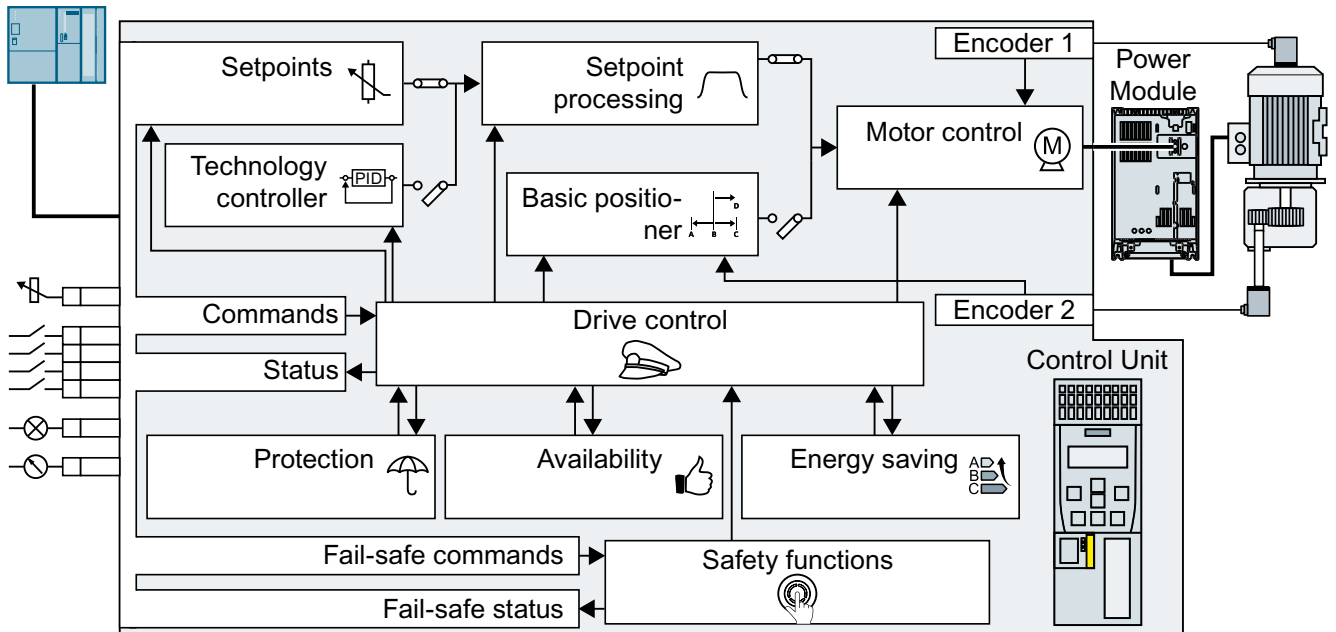 Encoder 1
Setpoints
Setpoint
processing
Power
Module
Motor control
M
Technology
controller
PID
Basic positio-
ner
D
A B C
Commands
Drive control
Encoder 2
Status
Control Unit
Protection
Availability
Energy saving
A
B
C
Fail-safe commands
Safety functions
Fail-safe status